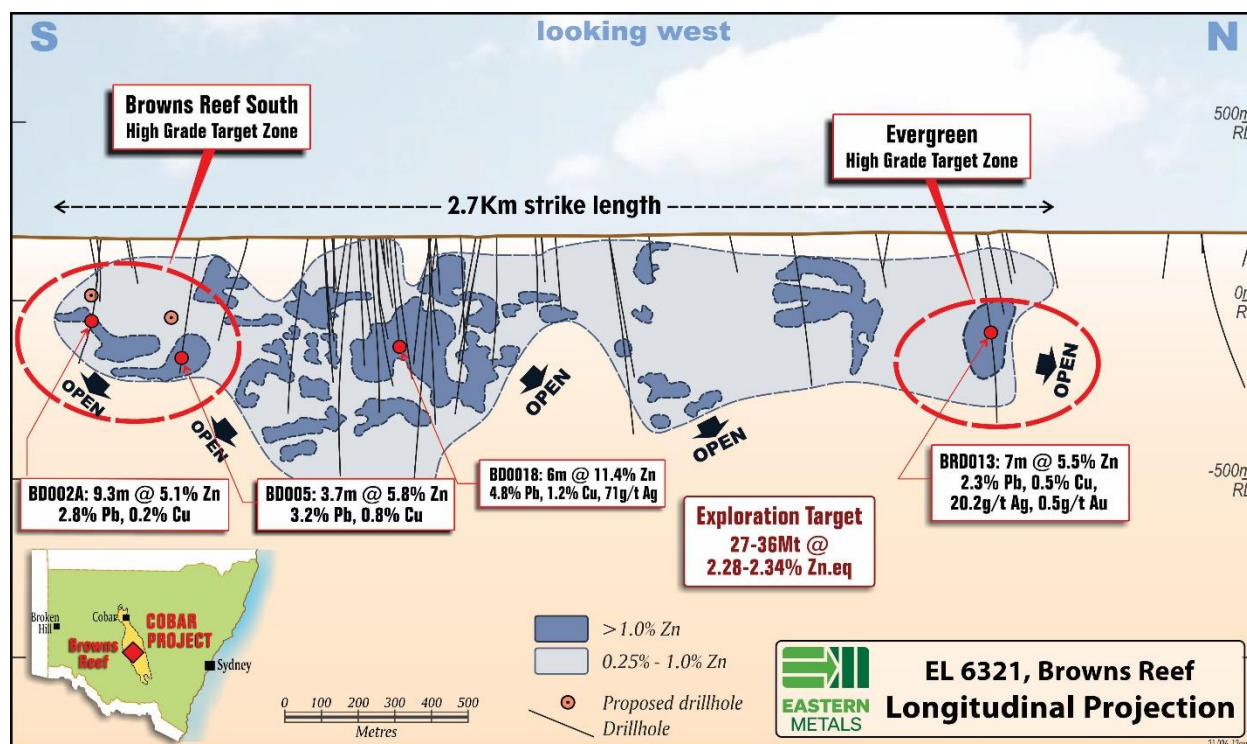 S
looking west
N
Browns Reef South
High Grade Target Zone
Evergreen
High Grade Target Zone
500m
2.7Km strike length
OPEN
OPEN
OPEN
OPEN
OPEN
-500m
BD002A: 9.3m @ 5.1% Zn
2.8% Pb, 0.2% Cu
BD005: 3.7m @ 5.8% Zn
3.2% Pb, 0.8% Cu
BD0018: 6m @ 11.4% Zn
4.8% Pb, 1.2% Cu, 71g/t Ag
BRD013: 7m @ 5.5% Zn
2.3% Pb, 0.5% Cu,
20.2g/t Ag, 0.5g/t Au
Exploration Target
27-36Mt @
2.28-2.34% Zn.eq
Broken
Hill
Cobar
COBAR
PROJECT
Browns
Reef
Sydney
0 100 200 300 400 500
Metres
>1.0% Zn
0.25% - 1.0% Zn
Proposed drillhole
Drillhole
EASTERN
METALS
EL 6321, Browns Reef
Longitudinal Projection